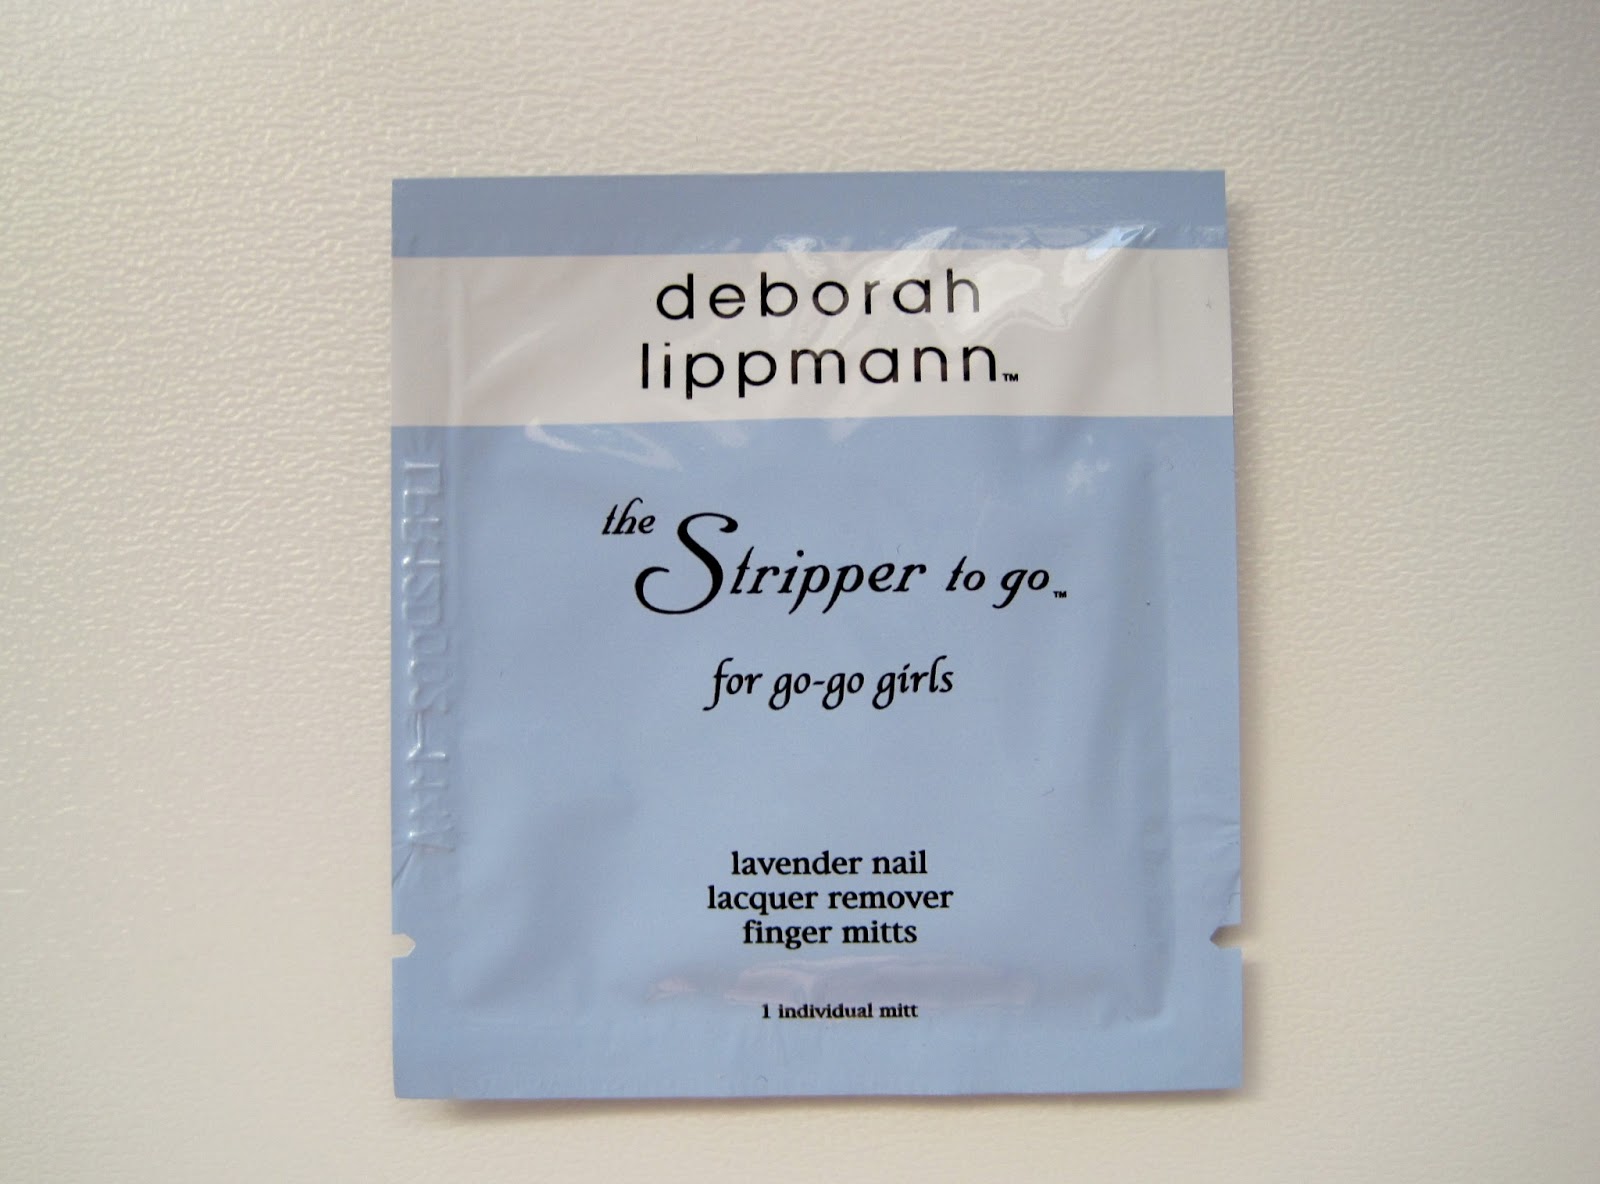 deborah
lippmann™
the Stripper to go™
for go-go girls
lavender nail
lacquer remover
finger mitts
1 individual mitt